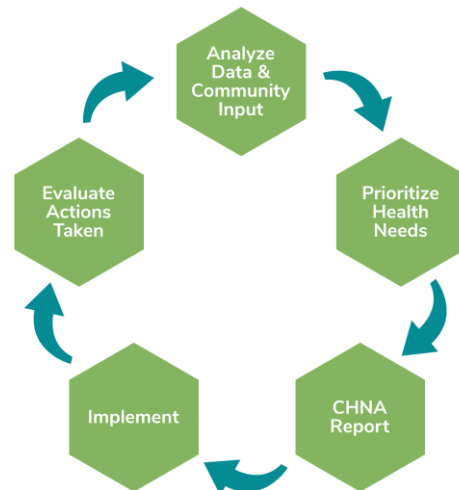 Analyze
Data &
Community
Input
Prioritize
Health
Needs
CHNA
Report
Implement
Evaluate
Actions
Taken